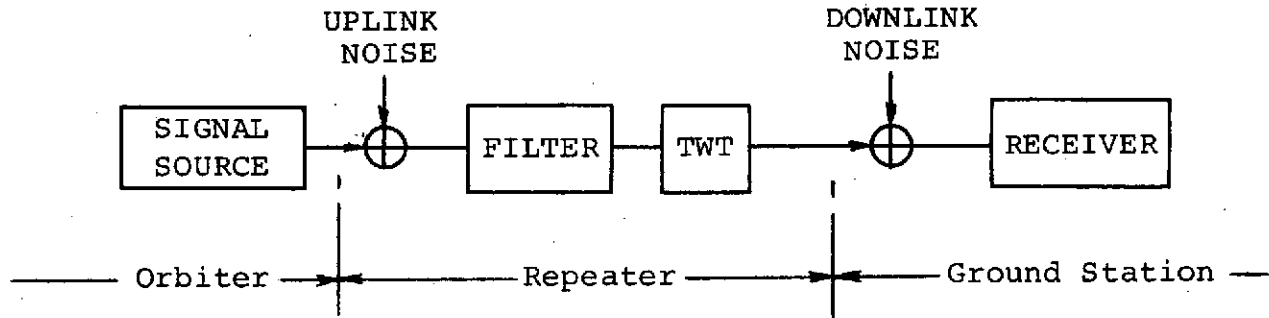 UPLINK
NOISE
DOWNLINK
NOISE
SIGNAL
SOURCE
FILTER
TWT
RECEIVER
Orbiter
Repeater
Ground Station